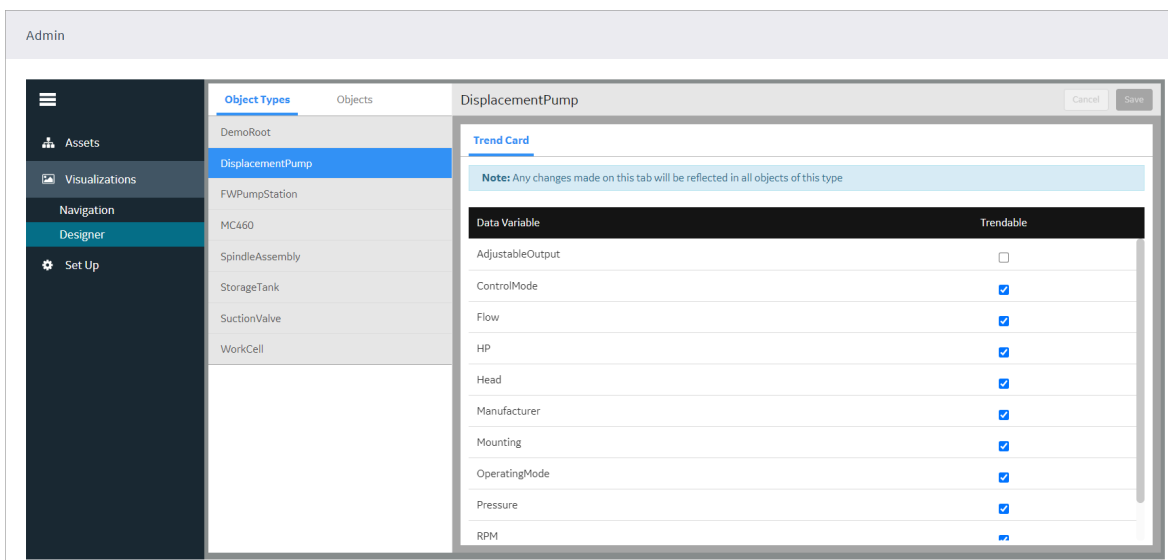 Admin
Assets
Visualizations
Navigation
Designer
Set Up
Object Types Objects
DemoRoot
DisplacementPump
FWPumpStation
MC460
SpindleAssembly
StorageTank
SuctionValve
WorkCell
DisplacementPump Cancel Save
Trend Card
Note: Any changes made on this tab will be reflected in all objects of this type
Data Variable Trendable
AdjustableOutput
ControlMode
Flow
HP
Head
Manufacturer
Mounting
OperatingMode
Pressure
RPM